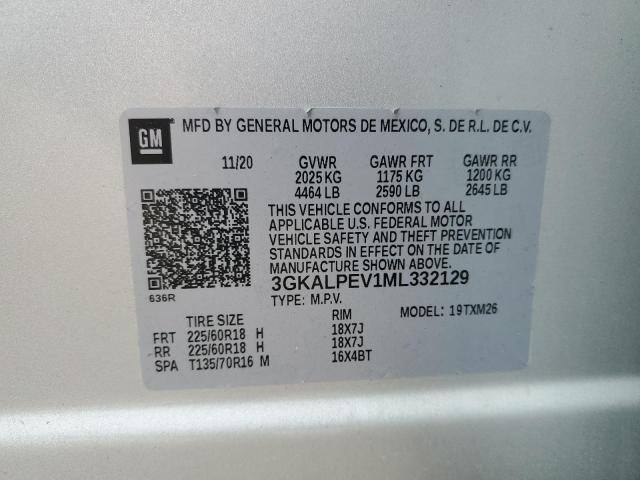 GM
MFD BY GENERAL MOTORS DE MEXICO, S. DE R.L. DE C.V.
11/20 GVWR GAWR FRT GAWR RR
2025 KG 1175 KG 1200 KG
4464 LB 2590 LB 2645 LB
THIS VEHICLE CONFORMS TO ALL
APPLICABLE U.S. FEDERAL MOTOR
VEHICLE SAFETY AND THEFT PREVENTION
STANDARDS IN EFFECT ON THE DATE OF
MANUFACTURE SHOWN ABOVE.
3GKALPEV1ML332129
636R
TYPE: M.P.V. MODEL: 19TXM26
TIRE SIZE RIM
FRT 225/60R18 H 18X7J
RR 225/60R18 H 18X7J
SPA T135/70R16 M 16X4BT